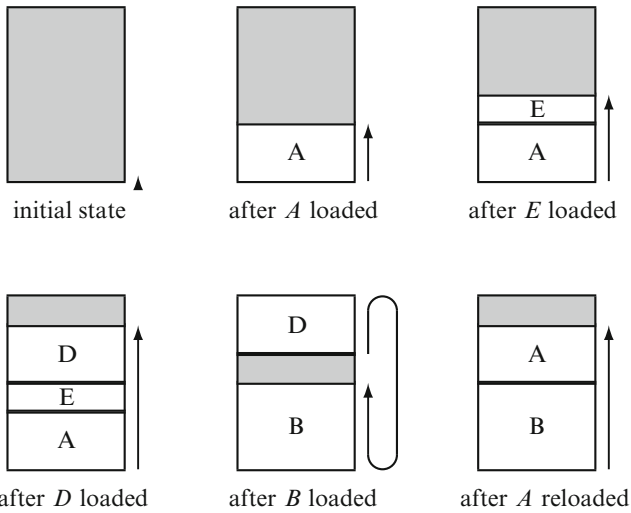 initial state
A
after A loaded
E
A
after E loaded
D
E
A
after D loaded
D
B
after B loaded
A
B
after A reloaded